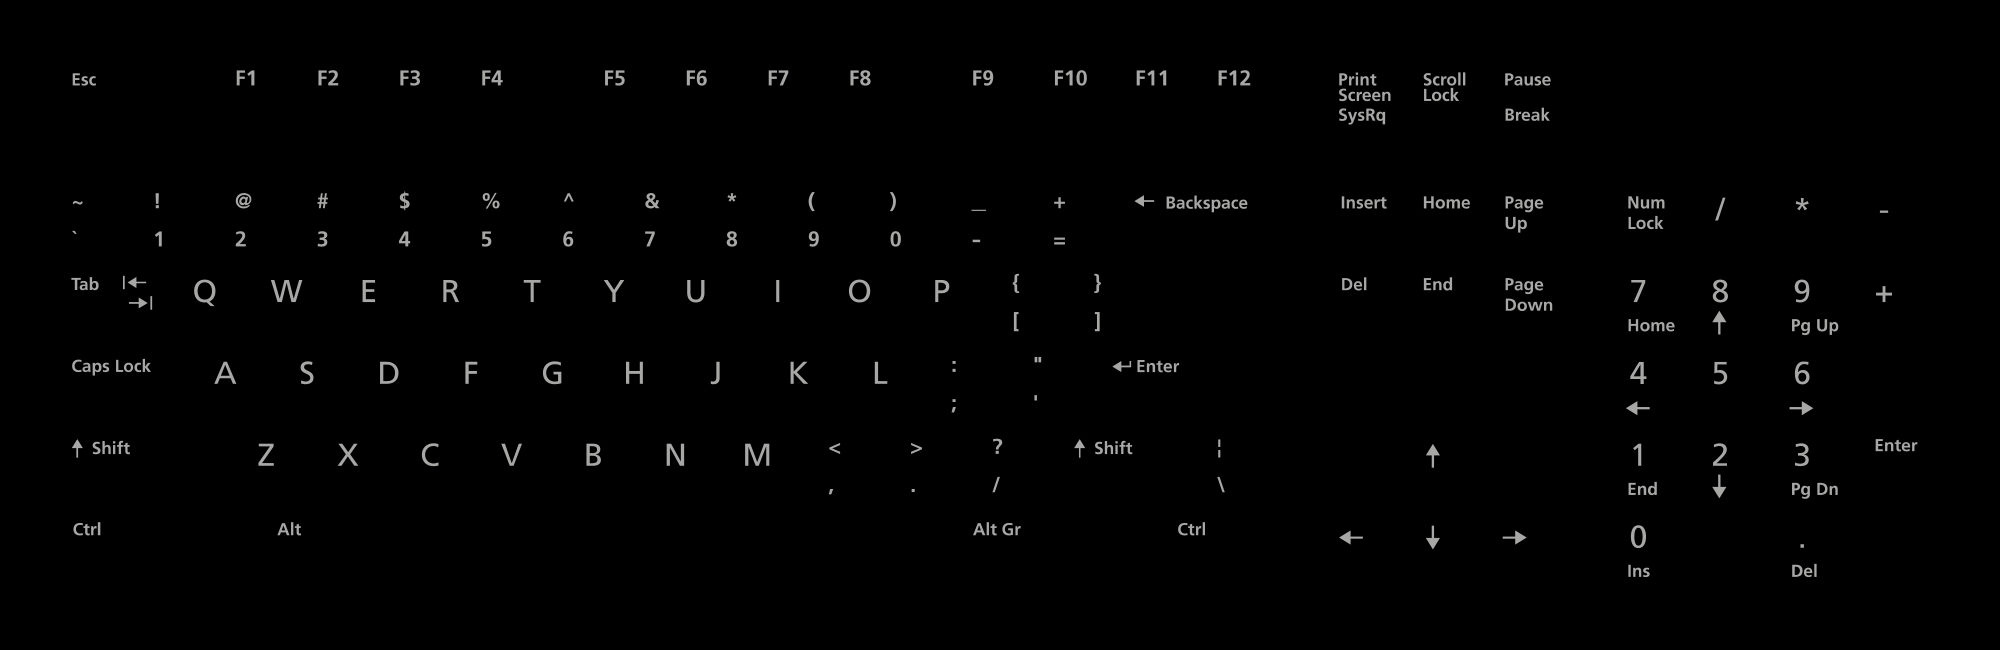 Esc F1 F2 F3 F4 F5 F6 F7 F8 F9 F10 F11 F12 Print Screen SysRq Scroll Lock Pause Break
~ ! @ # $ % ^ & * ( ) _ + ← Backspace Insert Home Page Up Num Lock / * -
` 1 2 3 4 5 6 7 8 9 0 - =
Tab |← →| Q W E R T Y U I O P { } Del End Page Down 7 8 9 +
[ ] Home ↑ Pg Up
Caps Lock A S D F G H J K L : " ↵ Enter 4 5 6
; ' ← →
↑ Shift Z X C V B N M < > ? ↑ Shift ¦ ↑ 1 2 3 Enter
, . / \ End ↓ Pg Dn
Ctrl Alt Alt Gr Ctrl ← ↓ → 0 .
Ins Del